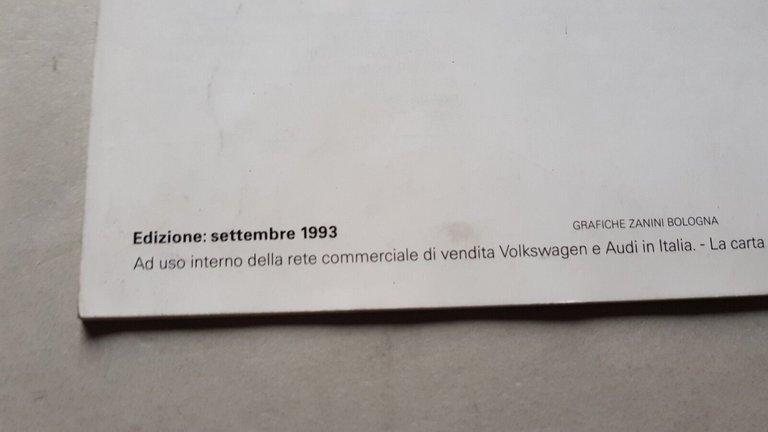 GRAFICHE ZANINI BOLOGNA
Edizione: settembre 1993
Ad uso interno della rete commerciale di vendita Volkswagen e Audi in Italia. - La carta